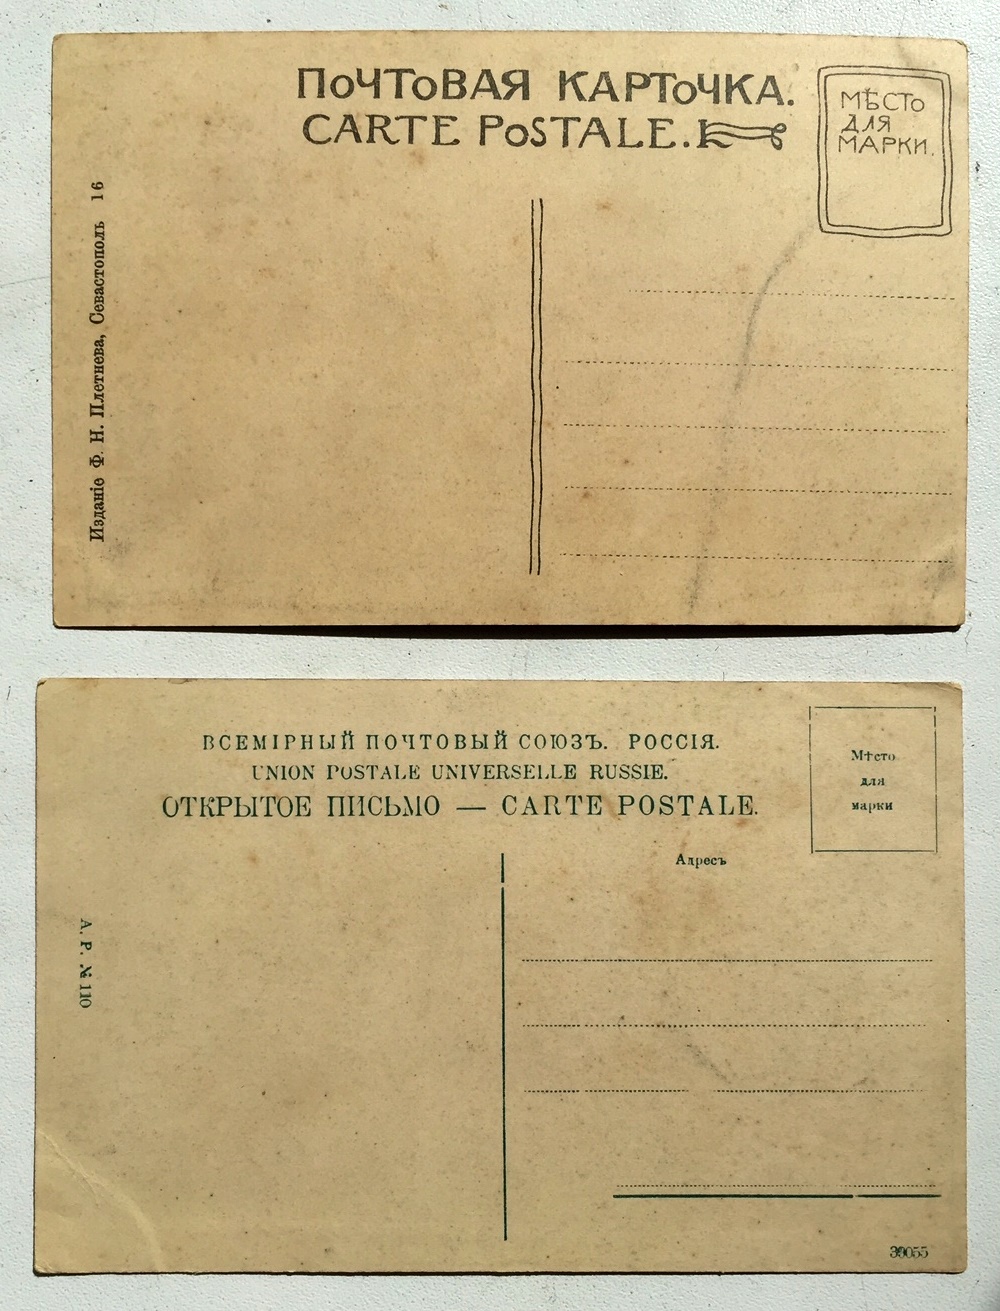 ПОЧТОВАЯ КАРТОЧКА.
CARTE POSTALE.
МѢСТО
ДЛЯ
МАРКИ.
Изданіе Ф. Н. Плетнева, Севастополь 16
ВСЕМІРНЫЙ ПОЧТОВЫЙ СОЮЗЪ. РОССІЯ.
UNION POSTALE UNIVERSELLE RUSSIE.
ОТКРЫТОЕ ПИСЬМО — CARTE POSTALE.
Мѣсто
для
марки
Адресъ
А. Р. № 110
39055